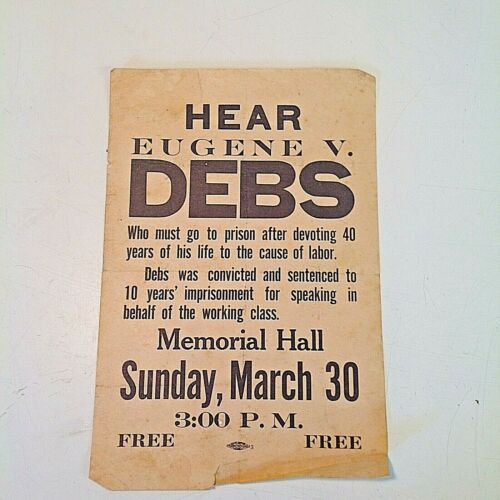 HEAR
EUGENE V.
DEBS
Who must go to prison after devoting 40
years of his life to the cause of labor.
Debs was convicted and sentenced to
10 years' imprisonment for speaking in
behalf of the working class.
Memorial Hall
Sunday, March 30
3:00 P. M.
FREE FREE